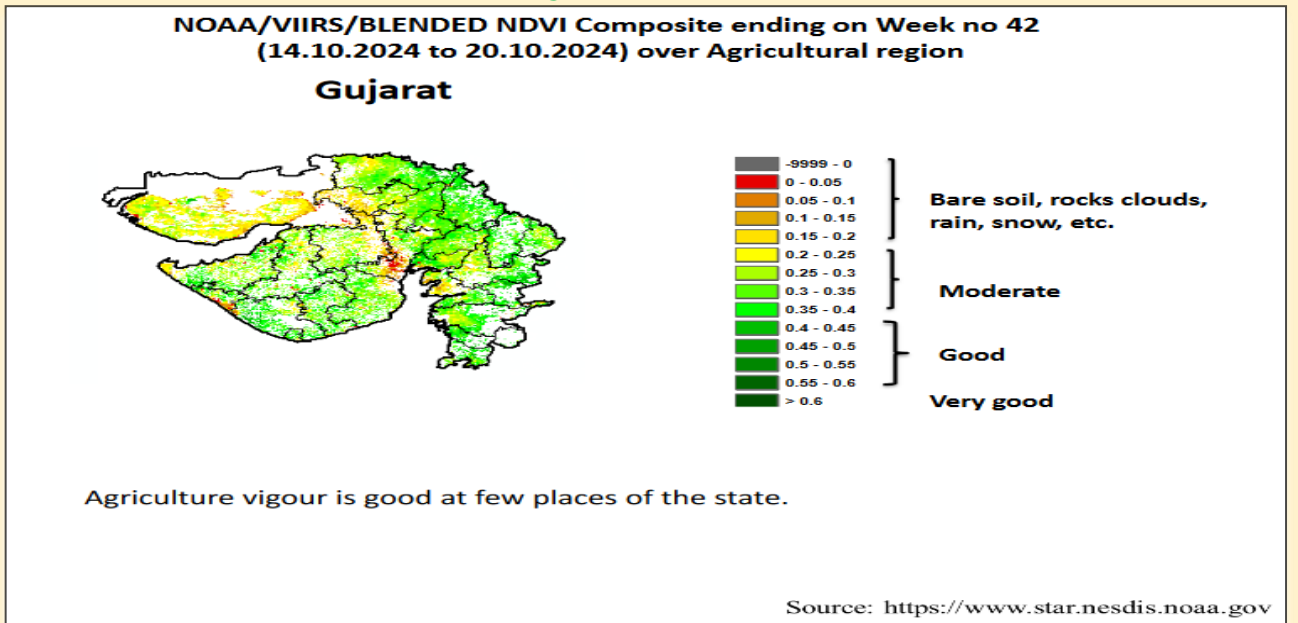 NOAA/VIIRS/BLENDED NDVI Composite ending on Week no 42
(14.10.2024 to 20.10.2024) over Agricultural region
Gujarat
-9999 - 0
0 - 0.05
0.05 - 0.1
0.1 - 0.15
0.15 - 0.2
0.2 - 0.25
0.25 - 0.3
0.3 - 0.35
0.35 - 0.4
0.4 - 0.45
0.45 - 0.5
0.5 - 0.55
0.55 - 0.6
> 0.6
Bare soil, rocks clouds,
rain, snow, etc.
Moderate
Good
Very good
Agriculture vigour is good at few places of the state.
Source: https://www.star.nesdis.noaa.gov